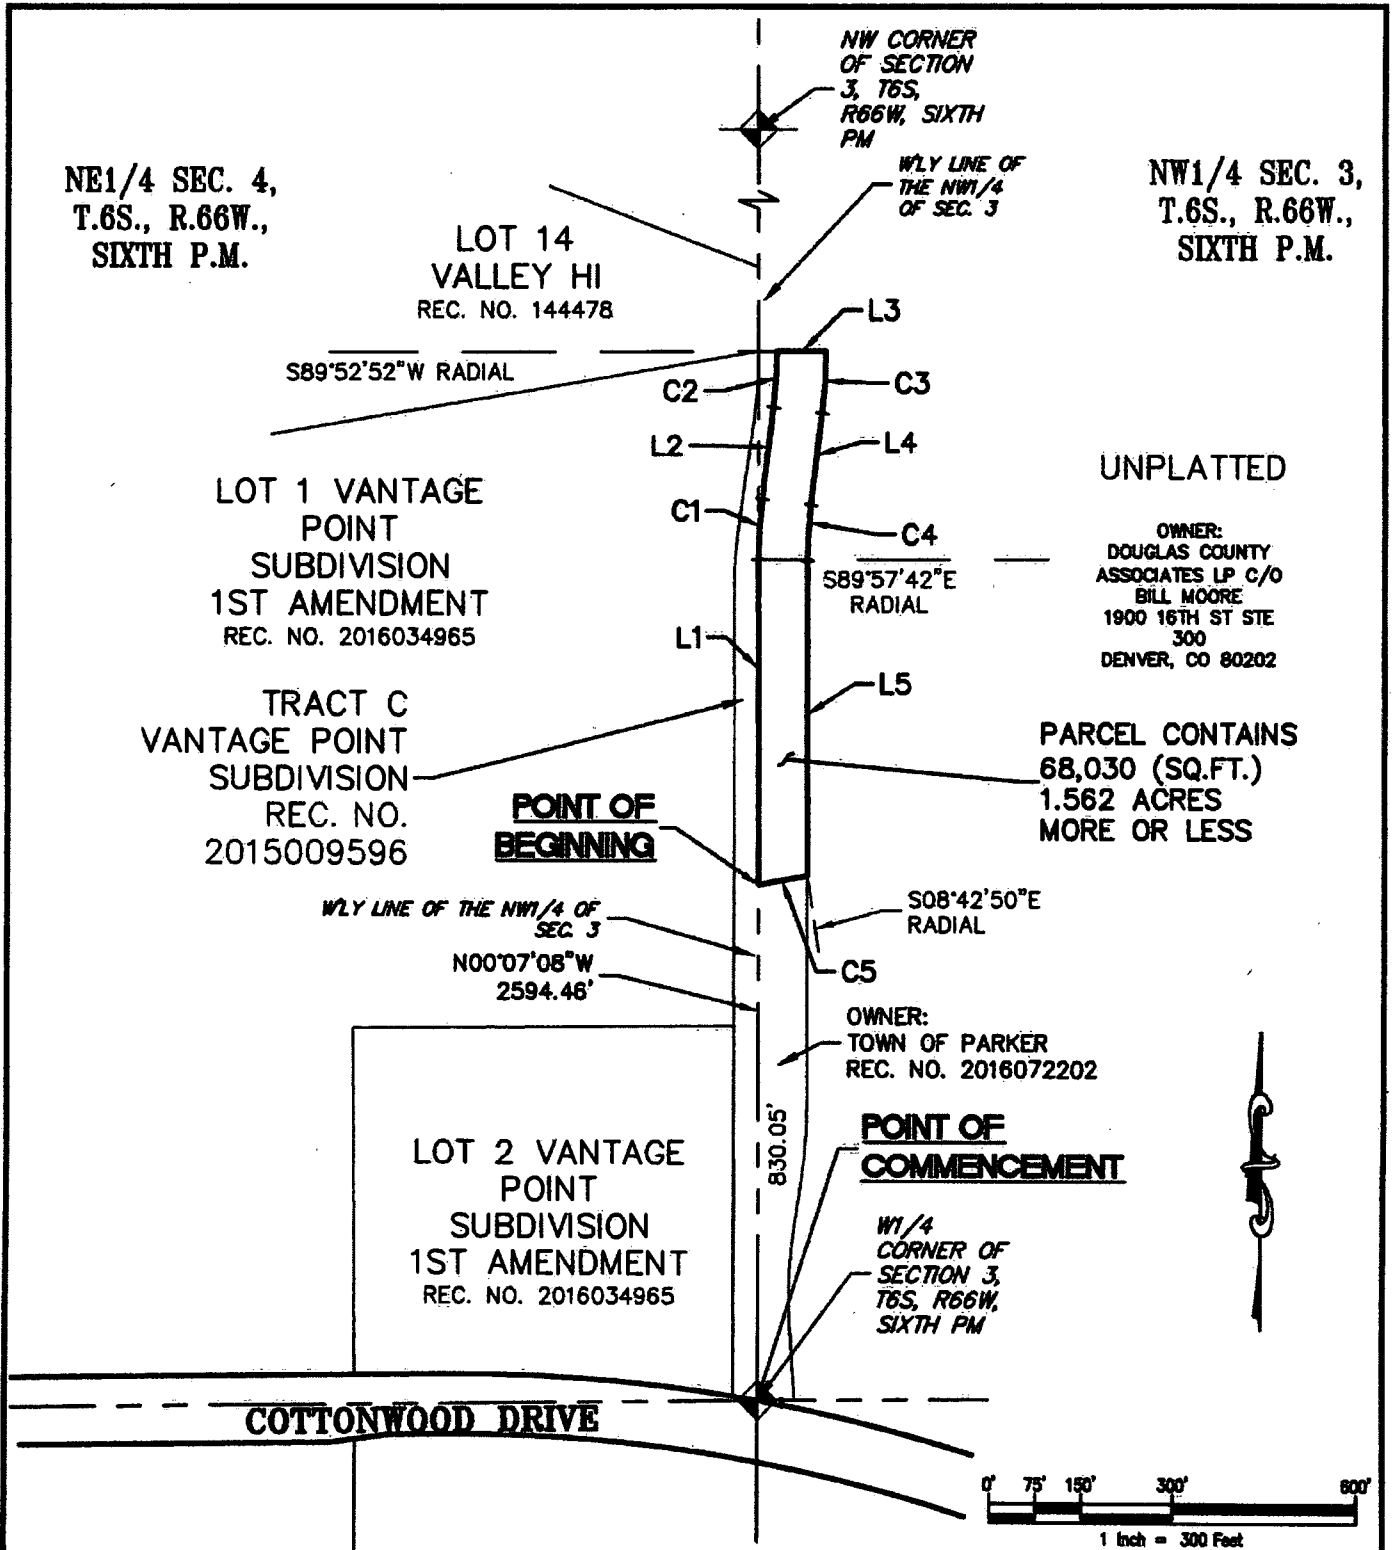 NW CORNER
OF SECTION
3, T6S,
R66W, SIXTH
PM
W'LY LINE OF
THE NW1/4
OF SEC. 3
NE1/4 SEC. 4,
T.6S., R.66W.,
SIXTH P.M.
NW1/4 SEC. 3,
T.6S., R.66W.,
SIXTH P.M.
LOT 14
VALLEY HI
REC. NO. 144478
L3
S89°52'52"W RADIAL
C2
C3
L2
L4
C1
C4
UNPLATTED
OWNER:
DOUGLAS COUNTY
ASSOCIATES LP C/O
BILL MOORE
1900 16TH ST STE
300
DENVER, CO 80202
LOT 1 VANTAGE
POINT
SUBDIVISION
1ST AMENDMENT
REC. NO. 2016034965
S89°57'42"E
RADIAL
L1
L5
TRACT C
VANTAGE POINT
SUBDIVISION
REC. NO.
2015009596
PARCEL CONTAINS
68,030 (SQ.FT.)
1.562 ACRES
MORE OR LESS
POINT OF
BEGINNING
W'LY LINE OF THE NW1/4 OF
SEC. 3
N00°07'08"W
2594.46'
S08°42'50"E
RADIAL
C5
OWNER:
TOWN OF PARKER
REC. NO. 2016072202
830.05'
POINT OF
COMMENCEMENT
LOT 2 VANTAGE
POINT
SUBDIVISION
1ST AMENDMENT
REC. NO. 2016034965
W1/4
CORNER OF
SECTION 3,
T6S, R66W,
SIXTH PM
COTTONWOOD DRIVE
0' 75' 150' 300' 600'
1 Inch = 300 Feet